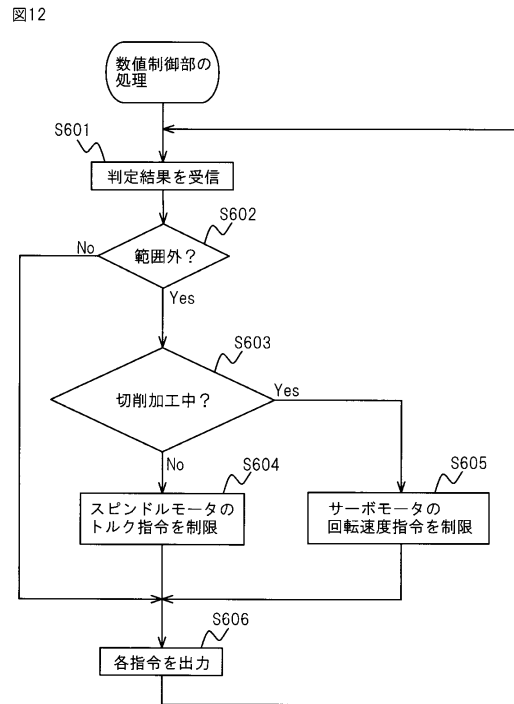 図12
数値制御部の
処理
S601
判定結果を受信
S602
範囲外？
No
Yes
S603
切削加工中？
Yes
No
S604
スピンドルモータの
トルク指令を制限
S605
サーボモータの
回転速度指令を制限
S606
各指令を出力